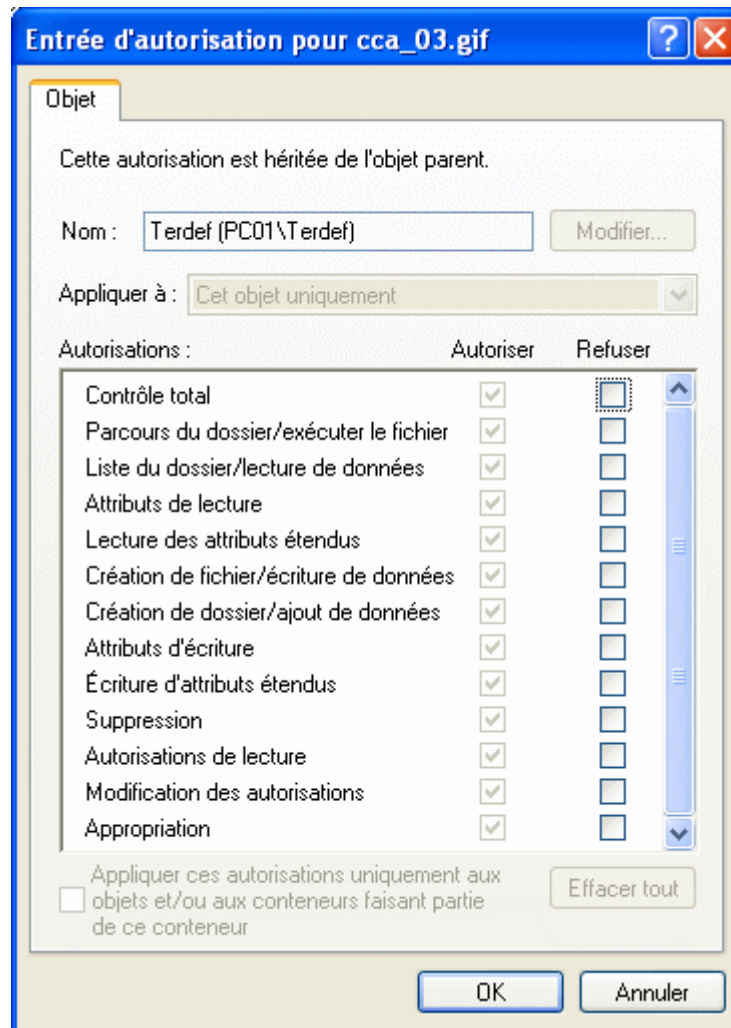 Entrée d'autorisation pour cca_03.gif
Objet
Cette autorisation est héritée de l'objet parent.
Nom : Terdef (PC01\Terdef) Modifier...
Appliquer à : Cet objet uniquement
Autorisations : Autoriser Refuser
Contrôle total
Parcours du dossier/exécuter le fichier
Liste du dossier/lecture de données
Attributs de lecture
Lecture des attributs étendus
Création de fichier/écriture de données
Création de dossier/ajout de données
Attributs d'écriture
Écriture d'attributs étendus
Suppression
Autorisations de lecture
Modification des autorisations
Appropriation
Appliquer ces autorisations uniquement aux
objets et/ou aux conteneurs faisant partie
de ce conteneur
Effacer tout
OK Annuler